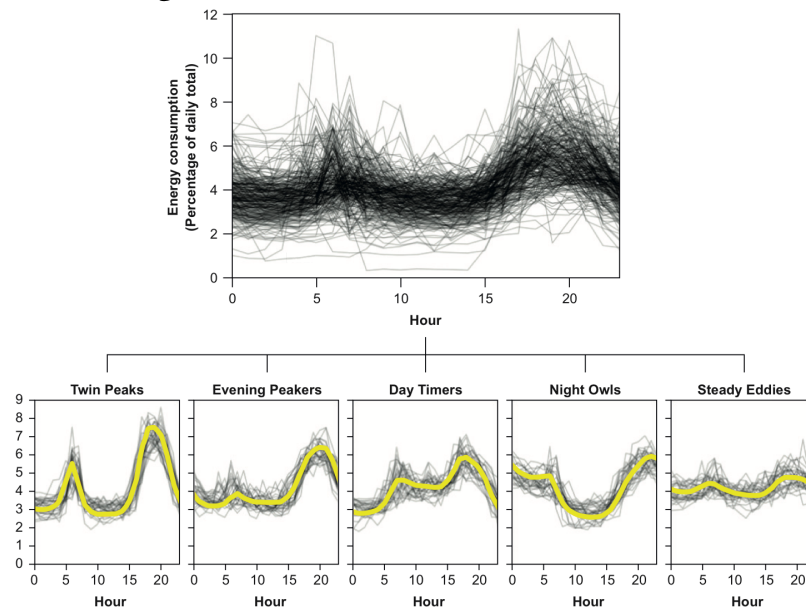 Energy consumption
(Percentage of daily total)
12
10
8
6
4
2
0
0 5 10 15 20
Hour
Twin Peaks Evening Peakers Day Timers Night Owls Steady Eddies
9
8
7
6
5
4
3
2
1
0
0 5 10 15 20 0 5 10 15 20 0 5 10 15 20 0 5 10 15 20 0 5 10 15 20
Hour Hour Hour Hour Hour